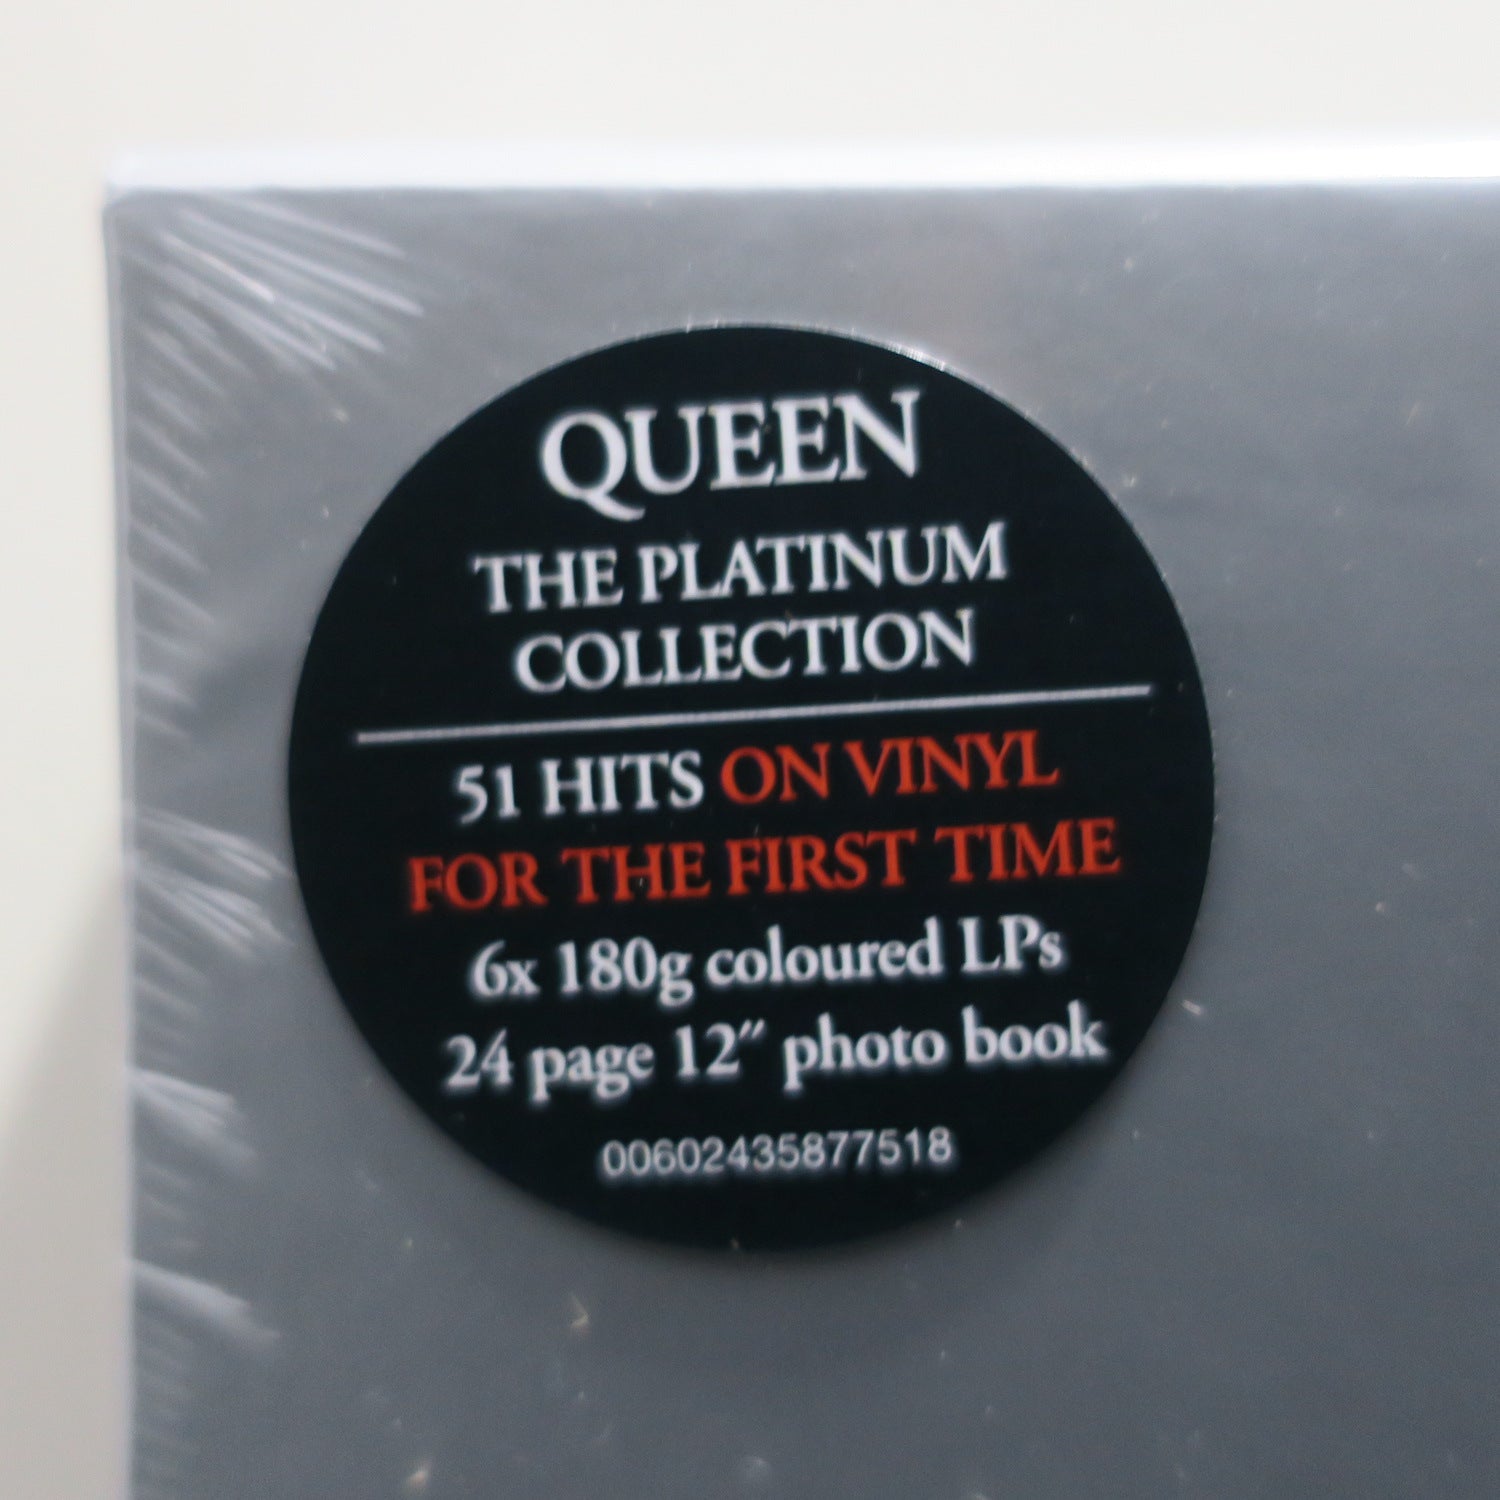 QUEEN
THE PLATINUM
COLLECTION
51 HITS ON VINYL
FOR THE FIRST TIME
6x 180g coloured LPs
24 page 12″ photo book
00602435877518